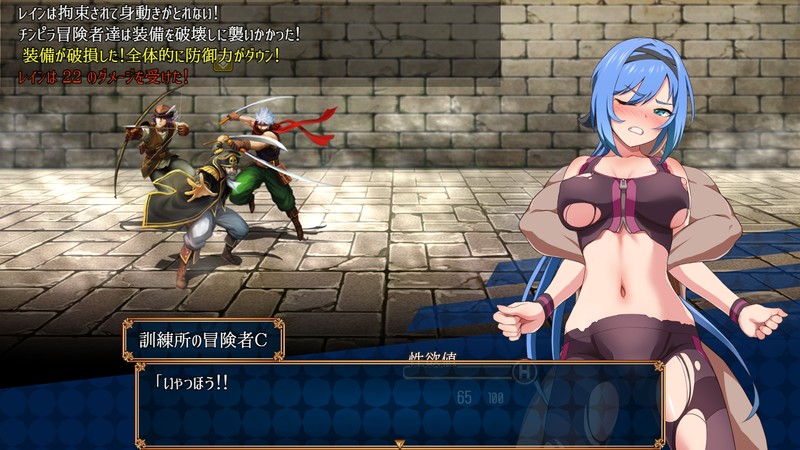 レインは拘束されて身動きがとれない!
チンピラ冒険者達は装備を破壊しに襲いかかった!
装備が破損した!全体的に防御力がダウン!
レインは 22 のダメージを受けた!
訓練所の冒険者C
性欲値
「いやっほう!!
H
65 100